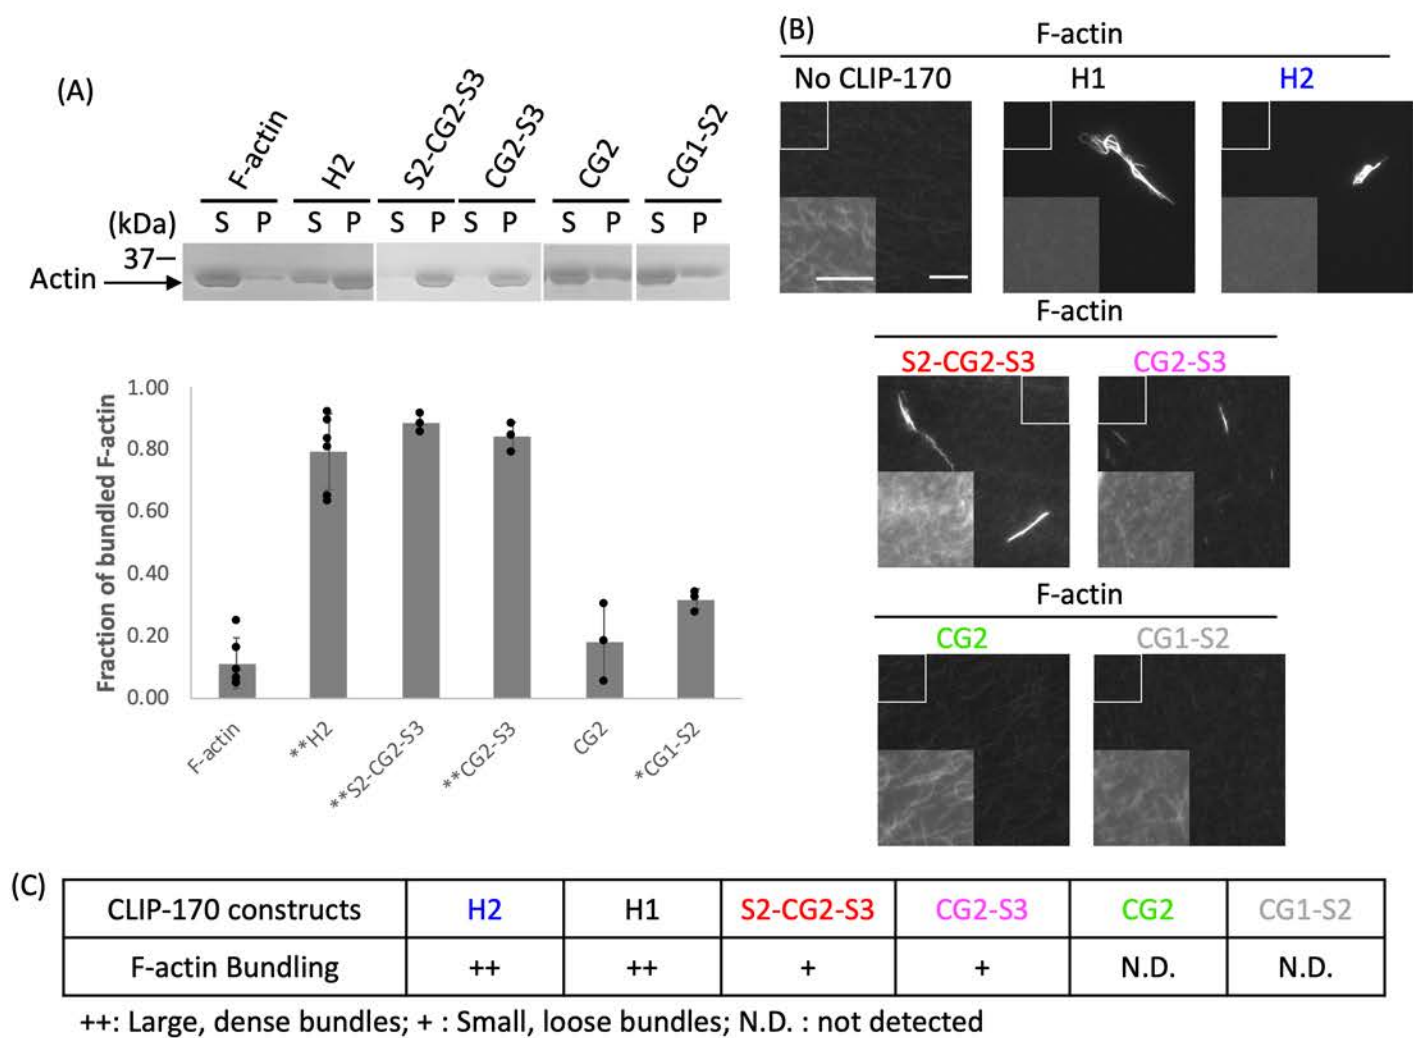 (A)
F-actin H2 S2-CG2-S3 CG2-S3 CG2 CG1-S2
(kDa) S P S P S P S P S P S P
37
Actin
Fraction of bundled F-actin
1.00
0.80
0.60
0.40
0.20
0.00
F-actin **H2 **S2-CG2-S3 **CG2-S3 CG2 *CG1-S2
(B)
F-actin
No CLIP-170 H1 H2
F-actin
S2-CG2-S3 CG2-S3
F-actin
CG2 CG1-S2
(C)
CLIP-170 constructs H2 H1 S2-CG2-S3 CG2-S3 CG2 CG1-S2
F-actin Bundling ++ ++ + + N.D. N.D.
++: Large, dense bundles; + : Small, loose bundles; N.D. : not detected